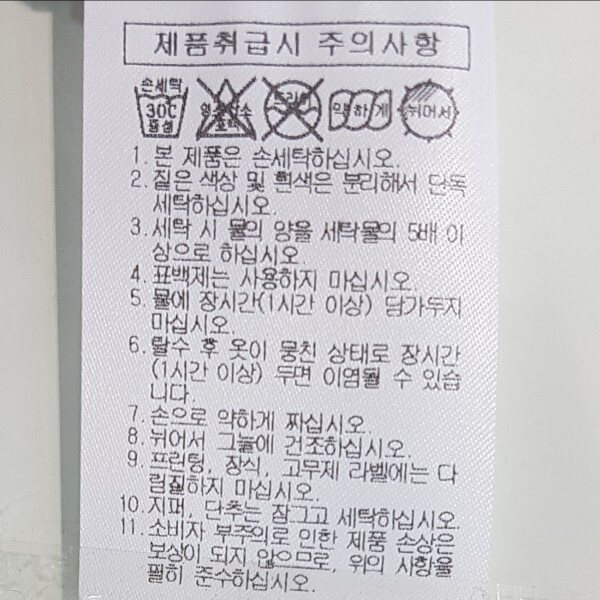 제품취급시 주의사항
손세탁
30C
중성
염소산소
표백
드라이
약하게
뉘어서
1. 본 제품은 손세탁하십시오.
2. 짙은 색상 및 흰색은 분리해서 단독
세탁하십시오.
3. 세탁 시 물의 양을 세탁물의 5배 이
상으로 하십시오.
4. 표백제는 사용하지 마십시오.
5. 물에 장시간(1시간 이상) 담가두지
마십시오.
6. 탈수 후 옷이 뭉친 상태로 장시간
(1시간 이상) 두면 이염될 수 있습
니다.
7. 손으로 약하게 짜십시오.
8. 뉘어서 그늘에 건조하십시오.
9. 프린팅, 장식, 고무제 라벨에는 다
림질하지 마십시오.
10. 지퍼, 단추는 잠그고 세탁하십시오.
11. 소비자 부주의로 인한 제품 손상은
보상이 되지 않으므로, 위의 사항을
필히 준수하십시오.